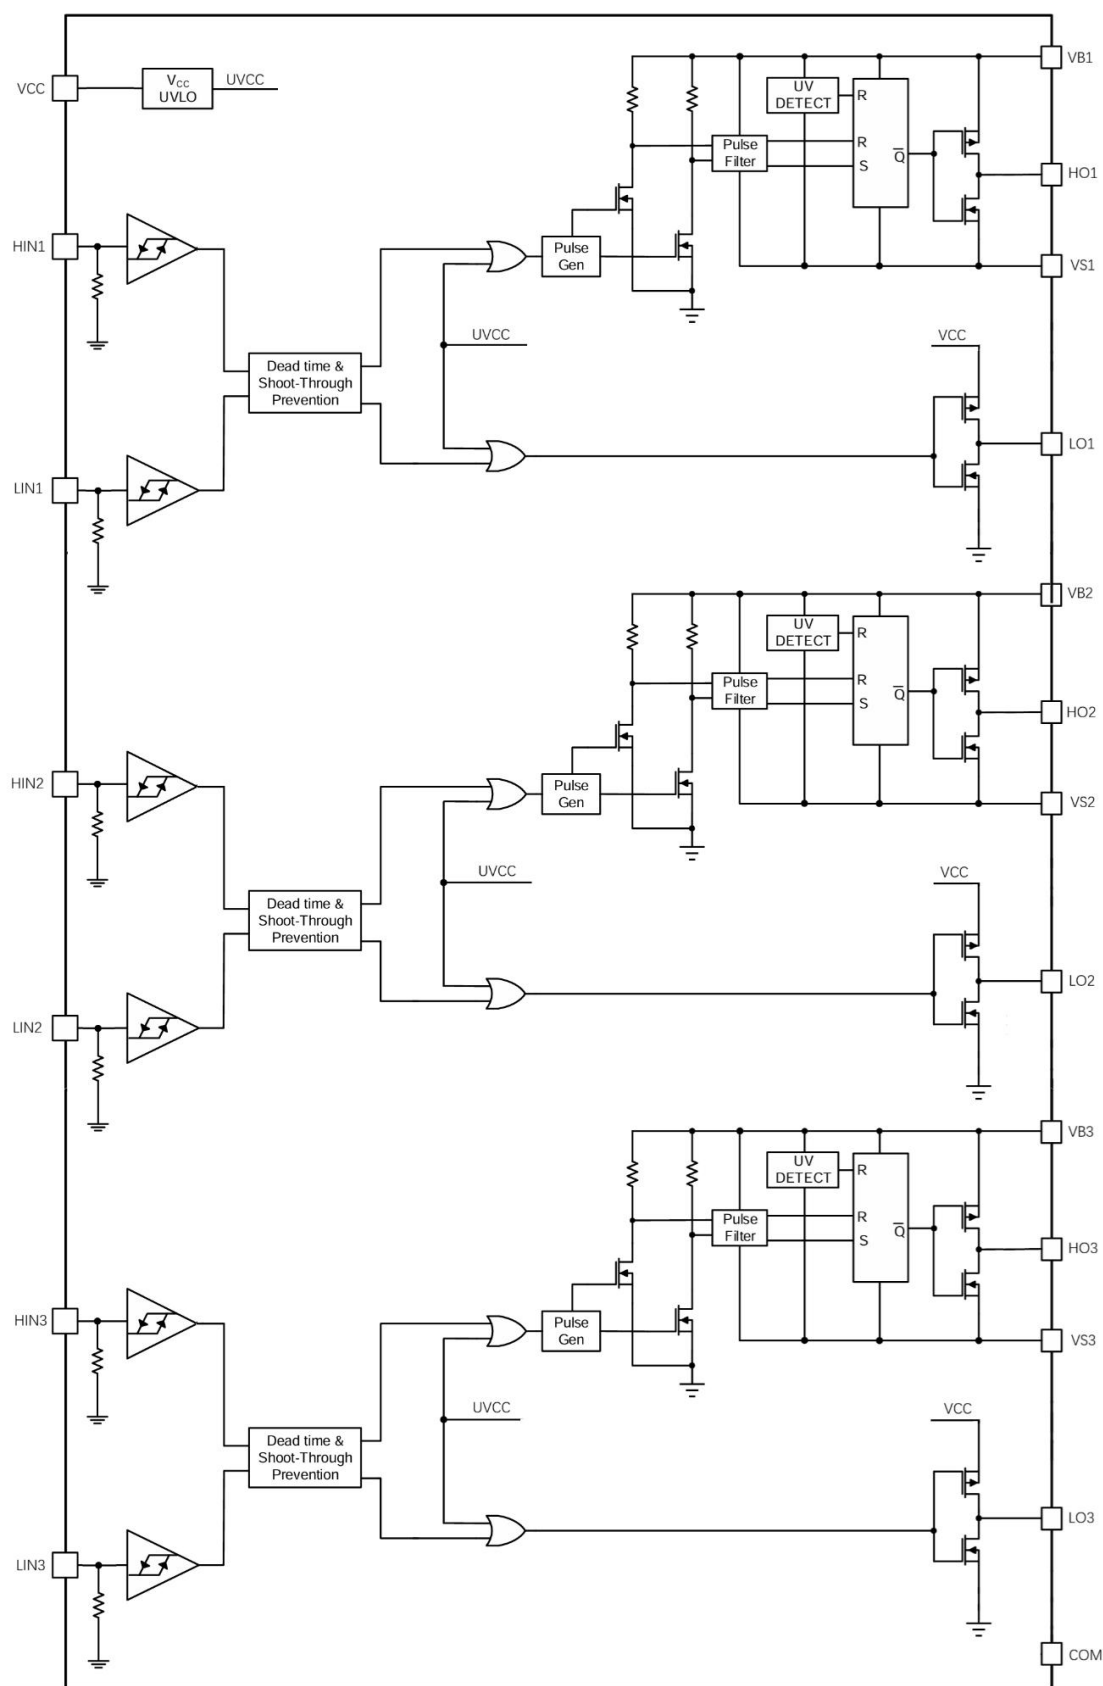 VCC
VCC
UVLO
UVCC
VB1
UV
DETECT
R
Pulse
Filter
R
S
Q
HO1
HIN1
Pulse
Gen
VS1
UVCC
VCC
Dead time &
Shoot-Through
Prevention
LO1
LIN1
VB2
UV
DETECT
R
Pulse
Filter
R
S
Q
HO2
HIN2
Pulse
Gen
VS2
UVCC
VCC
Dead time &
Shoot-Through
Prevention
LO2
LIN2
VB3
UV
DETECT
R
Pulse
Filter
R
S
Q
HO3
HIN3
Pulse
Gen
VS3
UVCC
VCC
Dead time &
Shoot-Through
Prevention
LO3
LIN3
COM